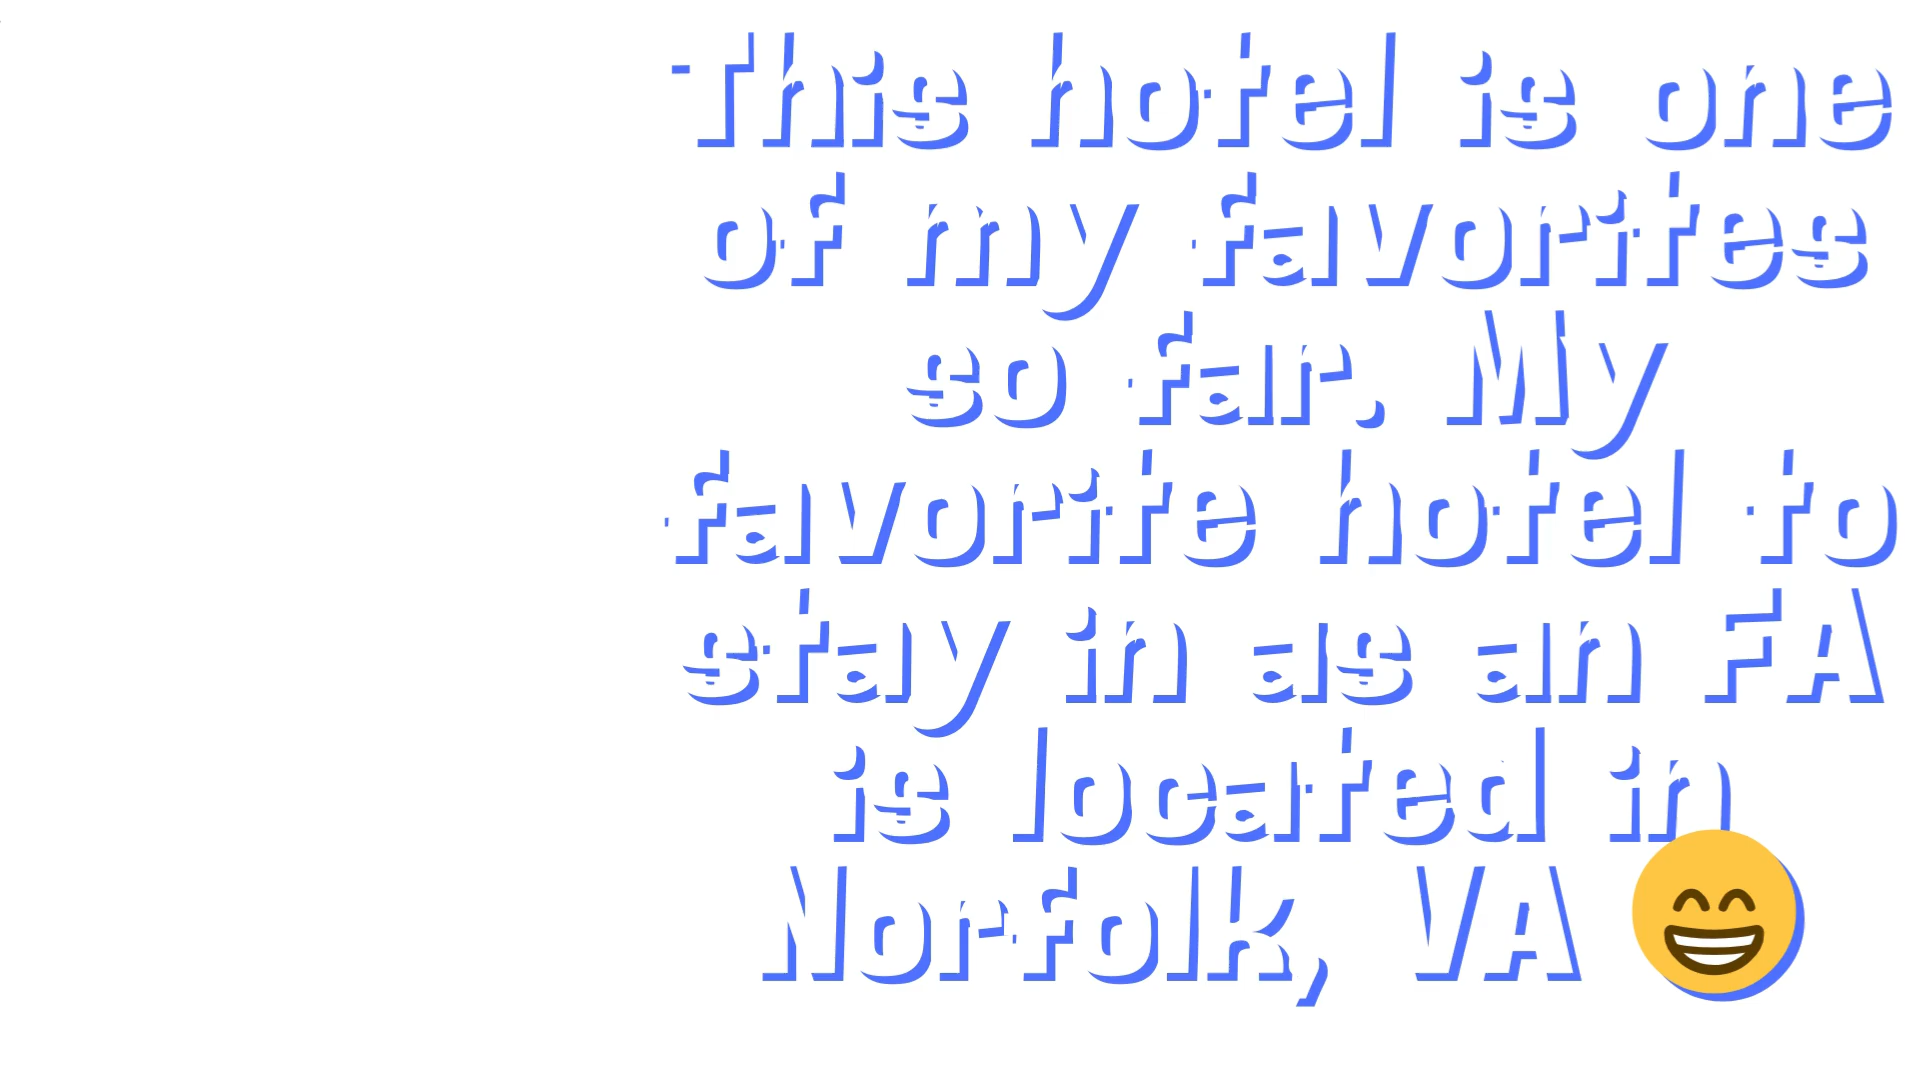 This hotel is one
of my favorites
so far. My
favorite hotel to
stay in as an FA
is located in
Norfolk, VA 😁